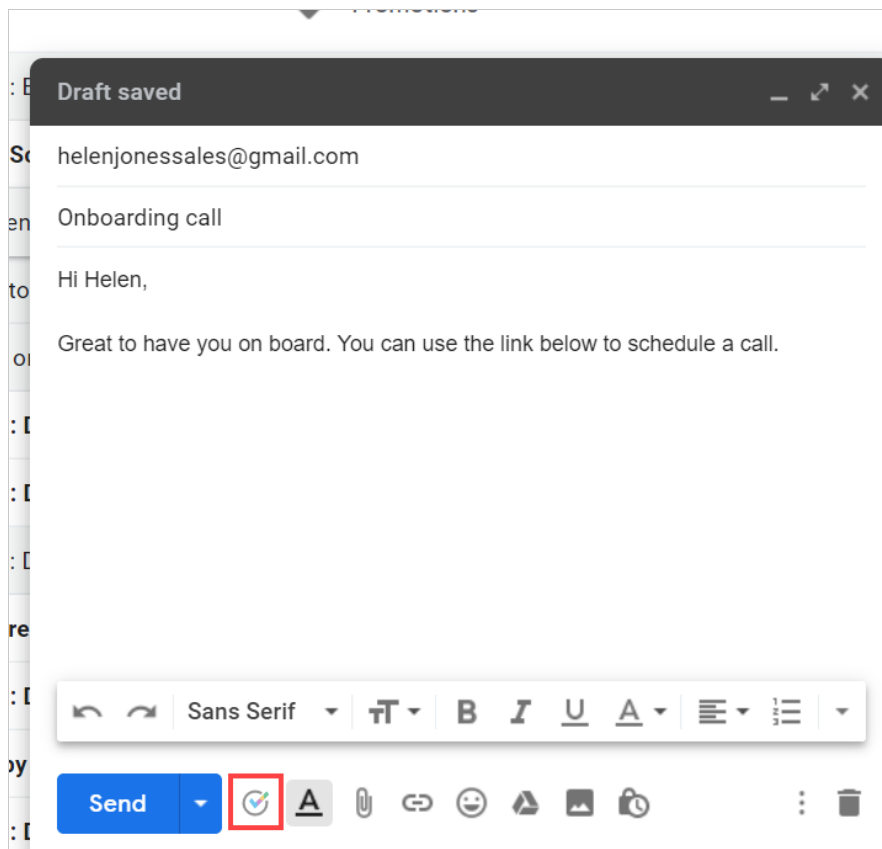 Draft saved
helenjonessales@gmail.com
Onboarding call
Hi Helen,
Great to have you on board. You can use the link below to schedule a call.
Sans Serif
Send